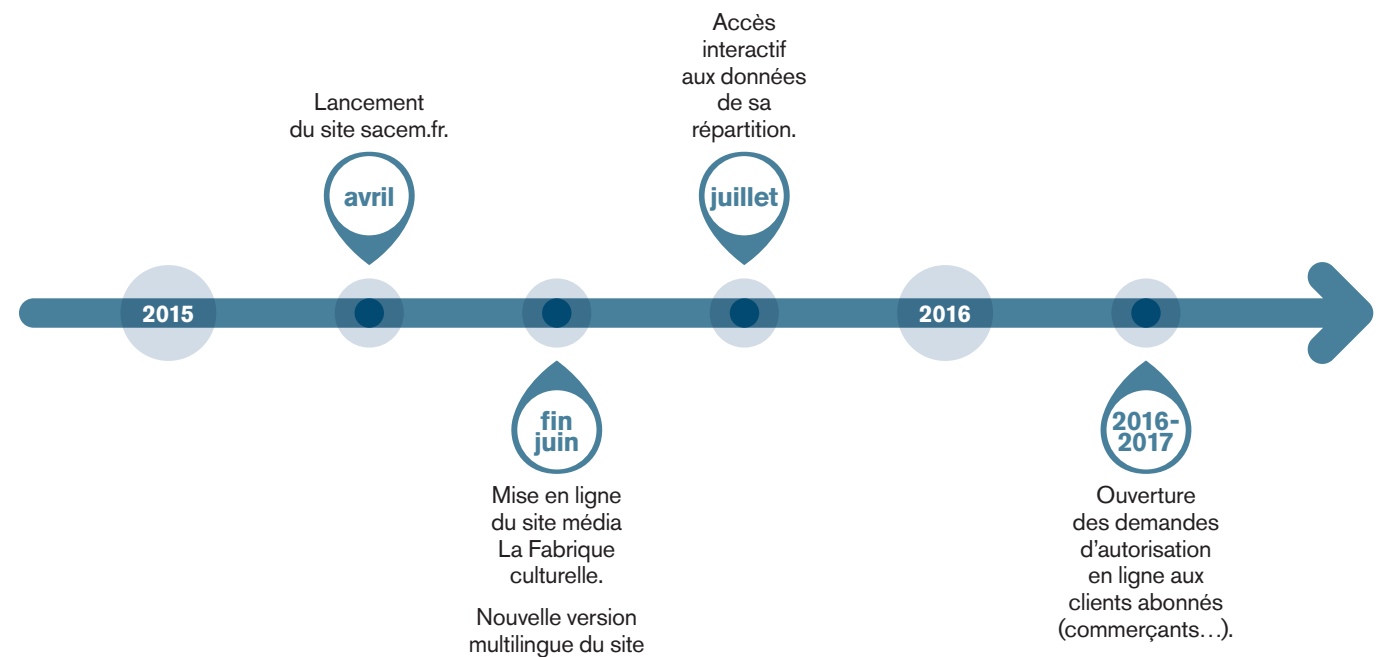 Accès
interactif
aux données
de sa
répartition.
Lancement
du site sacem.fr.
avril
juillet
2015
2016
fin
juin
2016-
2017
Mise en ligne
du site média
La Fabrique
culturelle.
Nouvelle version
multilingue du site
Ouverture
des demandes
d’autorisation
en ligne aux
clients abonnés
(commerçants…).